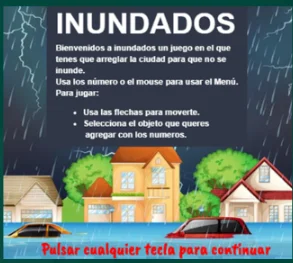 INUNDADOS
Bienvenidos a inundados un juego en el que
tenes que arreglar la ciudad para que no se
inunde.
Usa los número o el mouse para usar el Menú.
Para jugar:
• Usa las flechas para moverte.
• Selecciona el objeto que queres
agregar con los numeros.
Pulsar cualquier tecla para continuar